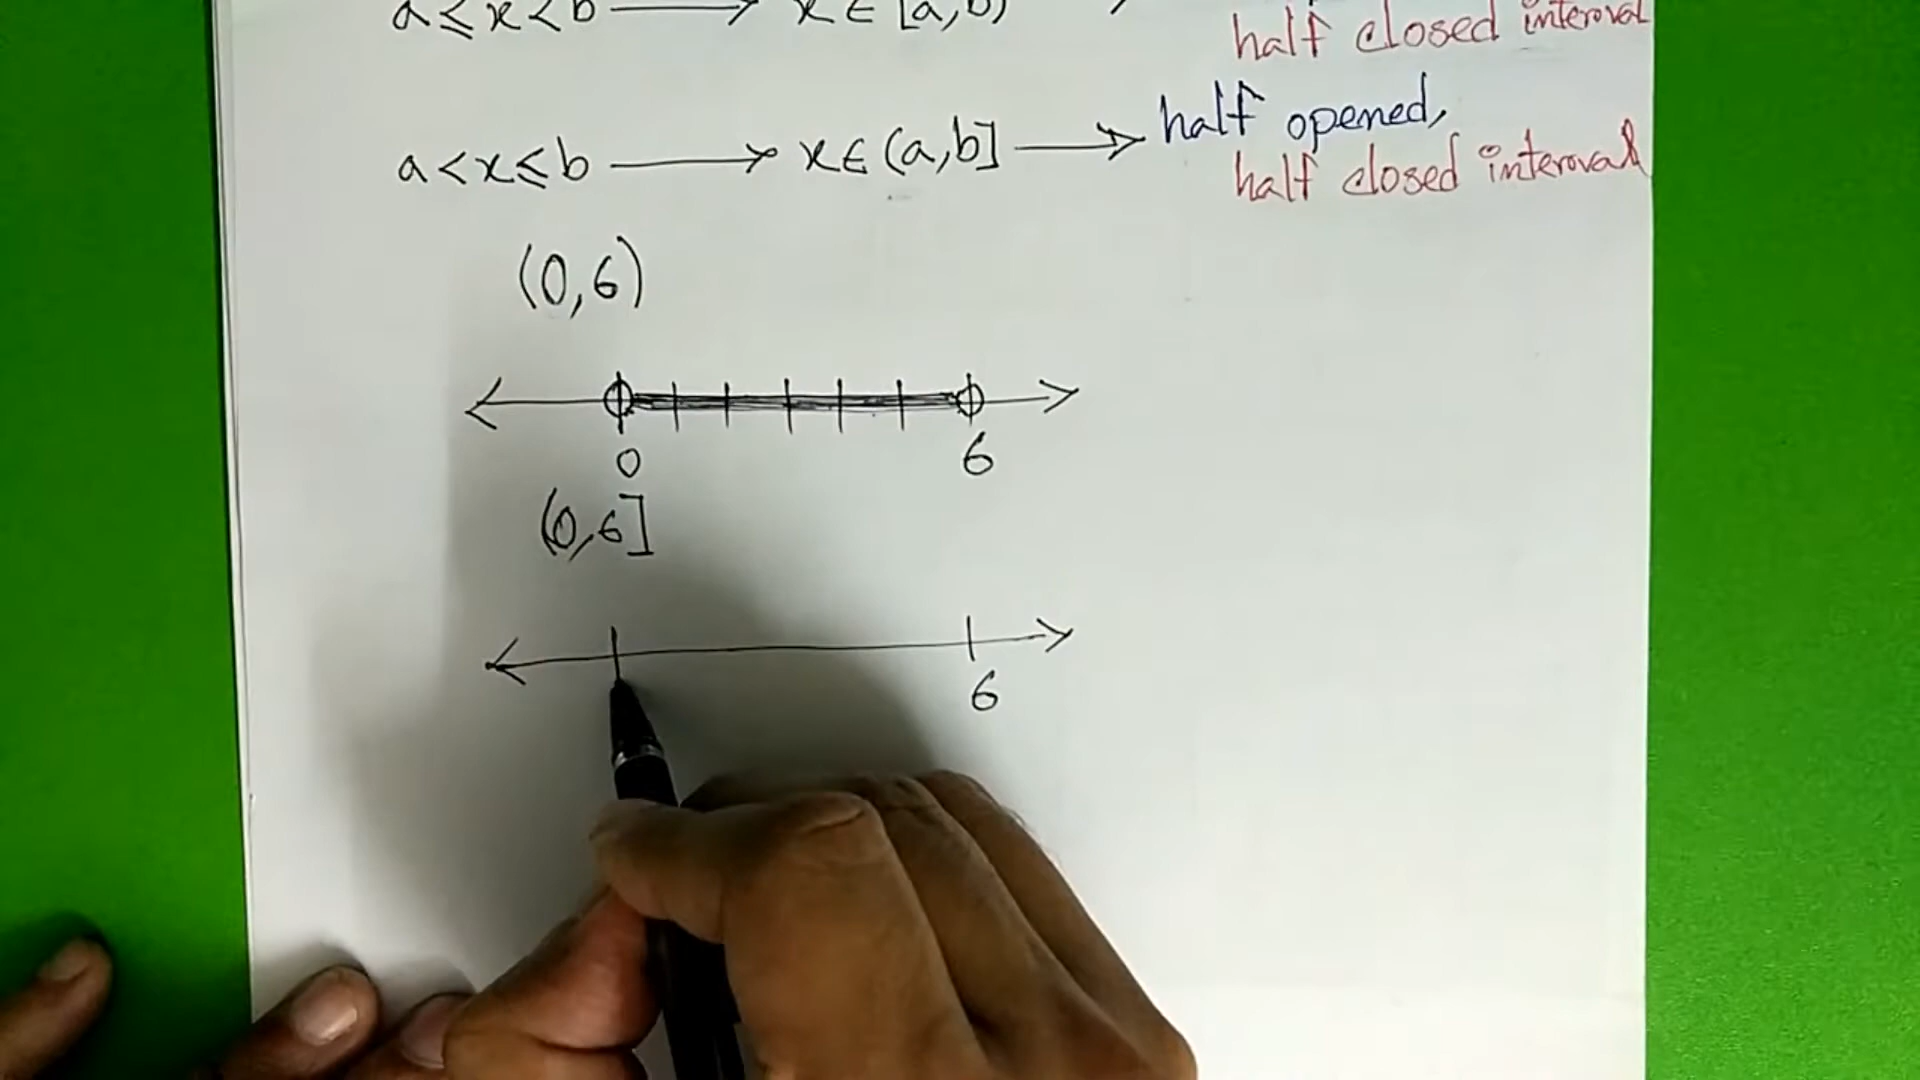 a≤x<b → x∈[a,b) →
half closed interval
a<x≤b → x∈(a,b] → half opened,
half closed interval
(0,6)
0 6
(0,6]
6